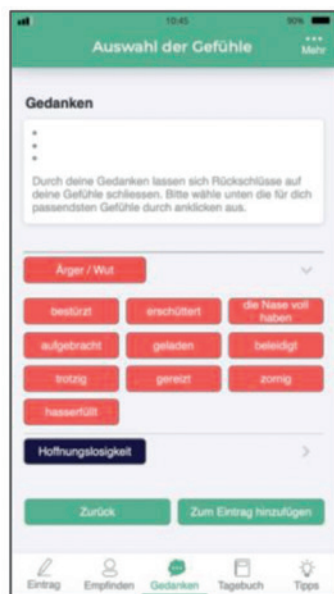 10:45 90%
Auswahl der Gefühle
Mehr
Gedanken
Durch deine Gedanken lassen sich Rückschlüsse auf
deine Gefühle schliessen. Bitte wähle unten die für dich
passendsten Gefühle durch anklicken aus.
Ärger / Wut
bestürzt erschüttert die Nase voll
haben
aufgebracht geladen beleidigt
trotzig gereizt zornig
hasserfüllt
Hoffnungslosigkeit
Zurück Zum Eintrag hinzufügen
Eintrag Empfinden Gedanken Tagebuch Tipps